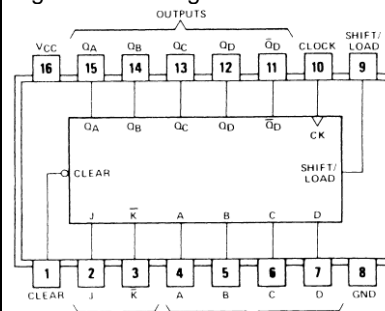 OUTPUTS
SHIFT/
VCC QA QB QC QD Q̅D CLOCK LOAD
16 15 14 13 12 11 10 9
QA QB QC QD Q̅D CK
CLEAR
SHIFT/
LOAD
J K̅ A B C D
1 2 3 4 5 6 7 8
CLEAR J K̅ A B C D GND